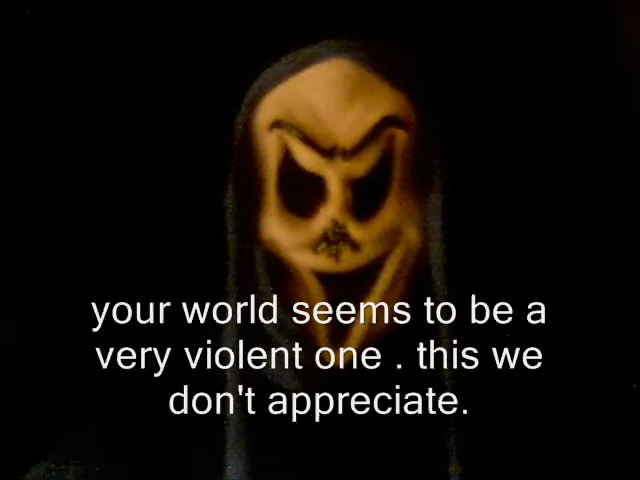 your world seems to be a
very violent one . this we
don't appreciate.